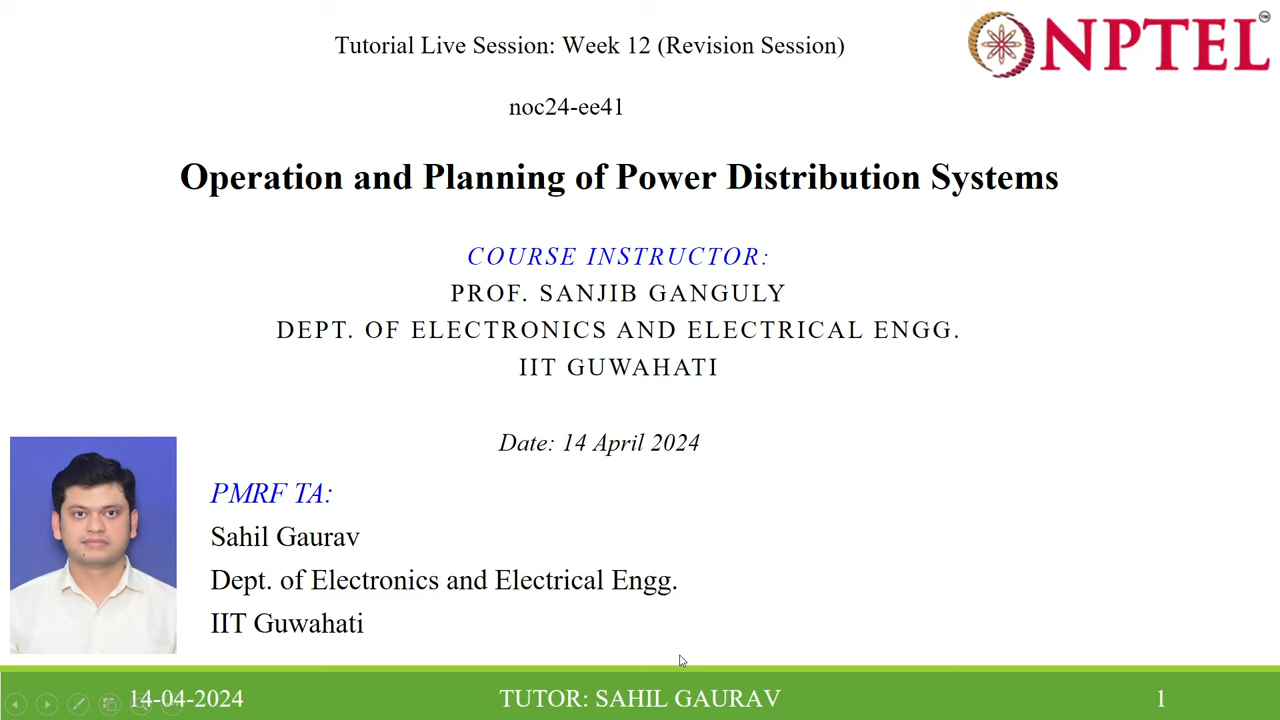 Tutorial Live Session: Week 12 (Revision Session)
NPTEL
noc24-ee41
Operation and Planning of Power Distribution Systems
COURSE INSTRUCTOR:
PROF. SANJIB GANGULY
DEPT. OF ELECTRONICS AND ELECTRICAL ENGG.
IIT GUWAHATI
Date: 14 April 2024
PMRF TA:
Sahil Gaurav
Dept. of Electronics and Electrical Engg.
IIT Guwahati
14-04-2024
TUTOR: SAHIL GAURAV
1